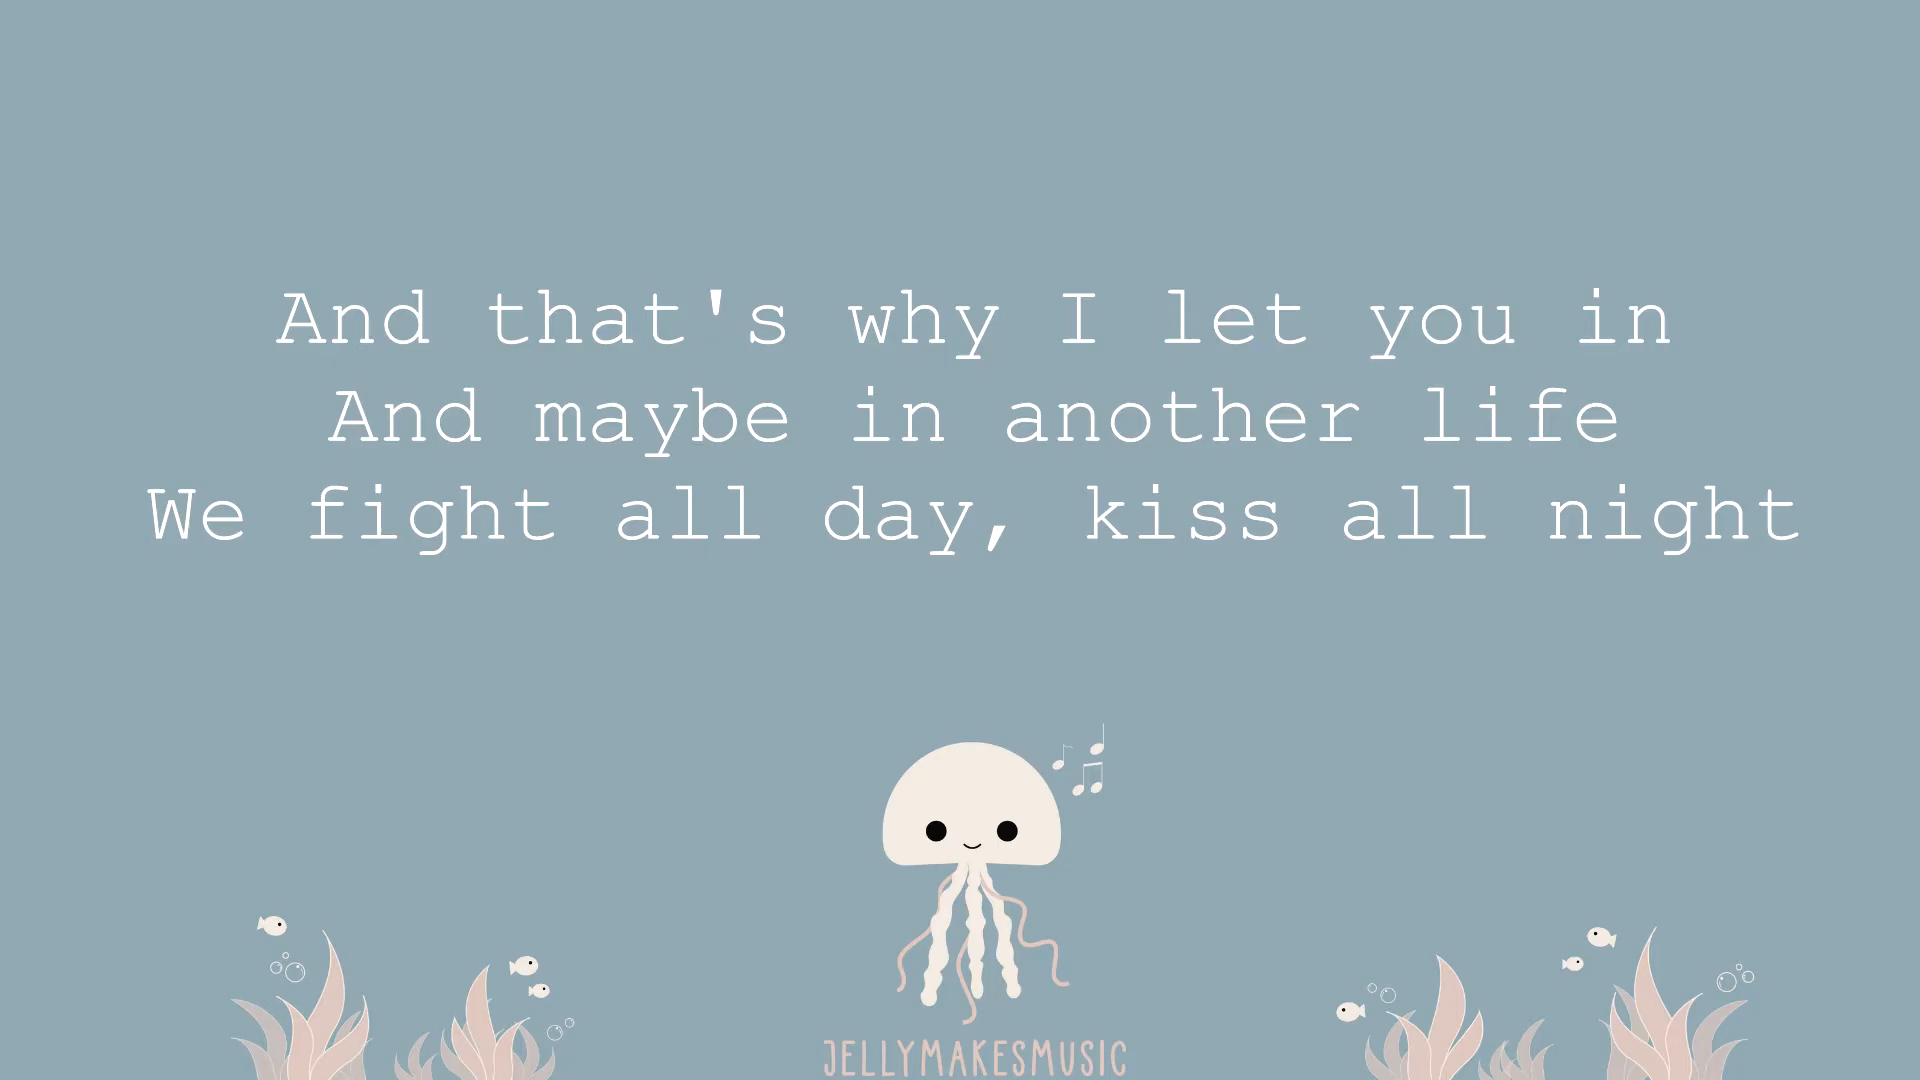 And that's why I let you in
And maybe in another life
We fight all day, kiss all night
JELLYMAKESMUSIC